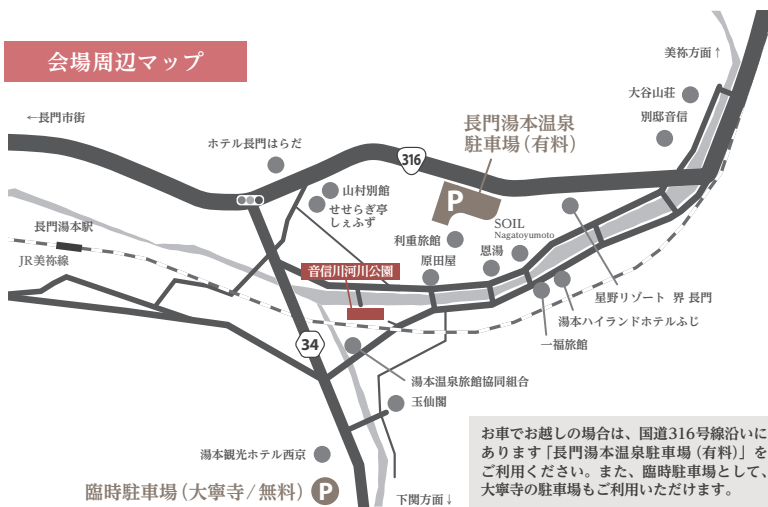 会場周辺マップ
美祢方面↑
大谷山荘
別邸音信
←長門市街
長門湯本温泉
駐車場（有料）
ホテル長門はらだ
316
山村別館
せせらぎ亭
しぇふず
P
SOIL
Nagatoyumoto
長門湯本駅
利重旅館
恩湯
原田屋
JR美祢線
音信川河川公園
星野リゾート 界 長門
湯本ハイランドホテルふじ
一福旅館
34
湯本温泉旅館協同組合
玉仙閣
湯本観光ホテル西京
臨時駐車場（大寧寺/無料）P
下関方面↓
お車でお越しの場合は、国道316号線沿いに
あります「長門湯本温泉駐車場（有料）」を
ご利用ください。また、臨時駐車場として、
大寧寺の駐車場もご利用いただけます。